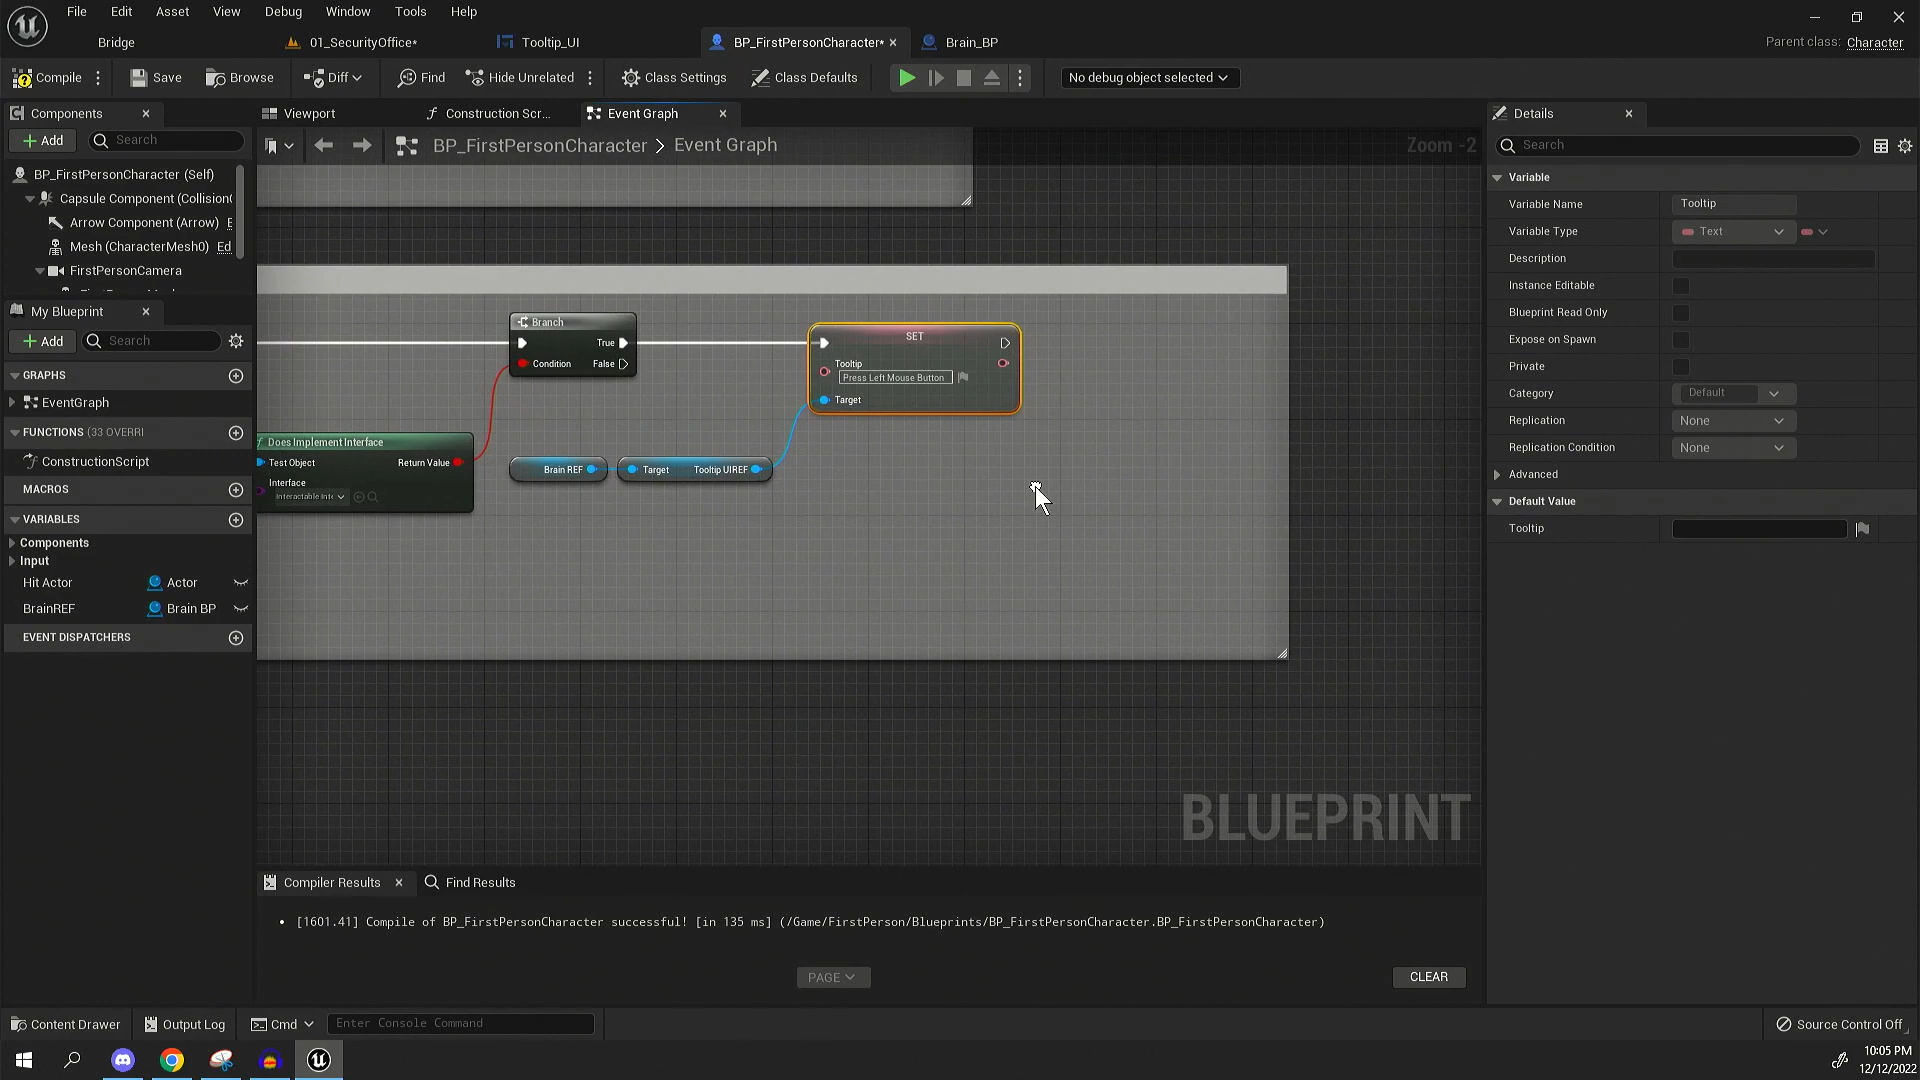 File Edit Asset View Debug Window Tools Help
Bridge 01_SecurityOffice* Tooltip_UI BP_FirstPersonCharacter* Brain_BP Parent class: Character
Compile Save Browse Diff Find Hide Unrelated Class Settings Class Defaults No debug object selected
Components
Add Search
BP_FirstPersonCharacter (Self)
Capsule Component (Collision
Arrow Component (Arrow) E
Mesh (CharacterMesh0) Ed
FirstPersonCamera
My Blueprint
Add Search
GRAPHS
EventGraph
FUNCTIONS (33 OVERRI
ConstructionScript
MACROS
VARIABLES
Components
Input
Hit Actor Actor
BrainREF Brain BP
EVENT DISPATCHERS
Viewport Construction Scr... Event Graph
BP_FirstPersonCharacter > Event Graph Zoom -2
Branch
True
Condition False
SET
Tooltip
Press Left Mouse Button
Target
Does Implement Interface
Test Object Return Value
Interface
Interactable Inte
Brain REF Target Tooltip UIREF
BLUEPRINT
Compiler Results Find Results
• [1601.41] Compile of BP_FirstPersonCharacter successful! [in 135 ms] (/Game/FirstPerson/Blueprints/BP_FirstPersonCharacter.BP_FirstPersonCharacter)
PAGE CLEAR
Details
Search
Variable
Variable Name Tooltip
Variable Type Text
Description
Instance Editable
Blueprint Read Only
Expose on Spawn
Private
Category Default
Replication None
Replication Condition None
Advanced
Default Value
Tooltip
Content Drawer Output Log Cmd Enter Console Command Source Control Off
10:05 PM
12/12/2022